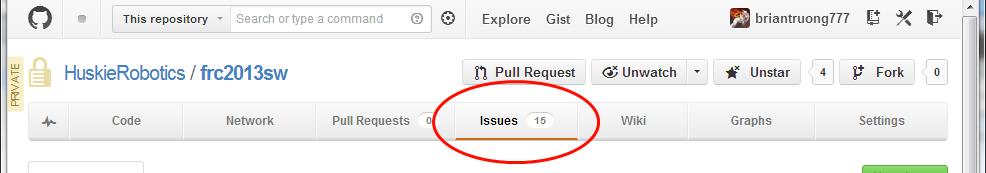 This repository Search or type a command Explore Gist Blog Help briantruong777
PRIVATE
HuskieRobotics / frc2013sw Pull Request Unwatch Unstar 4 Fork 0
Code Network Pull Requests 0 Issues 15 Wiki Graphs Settings